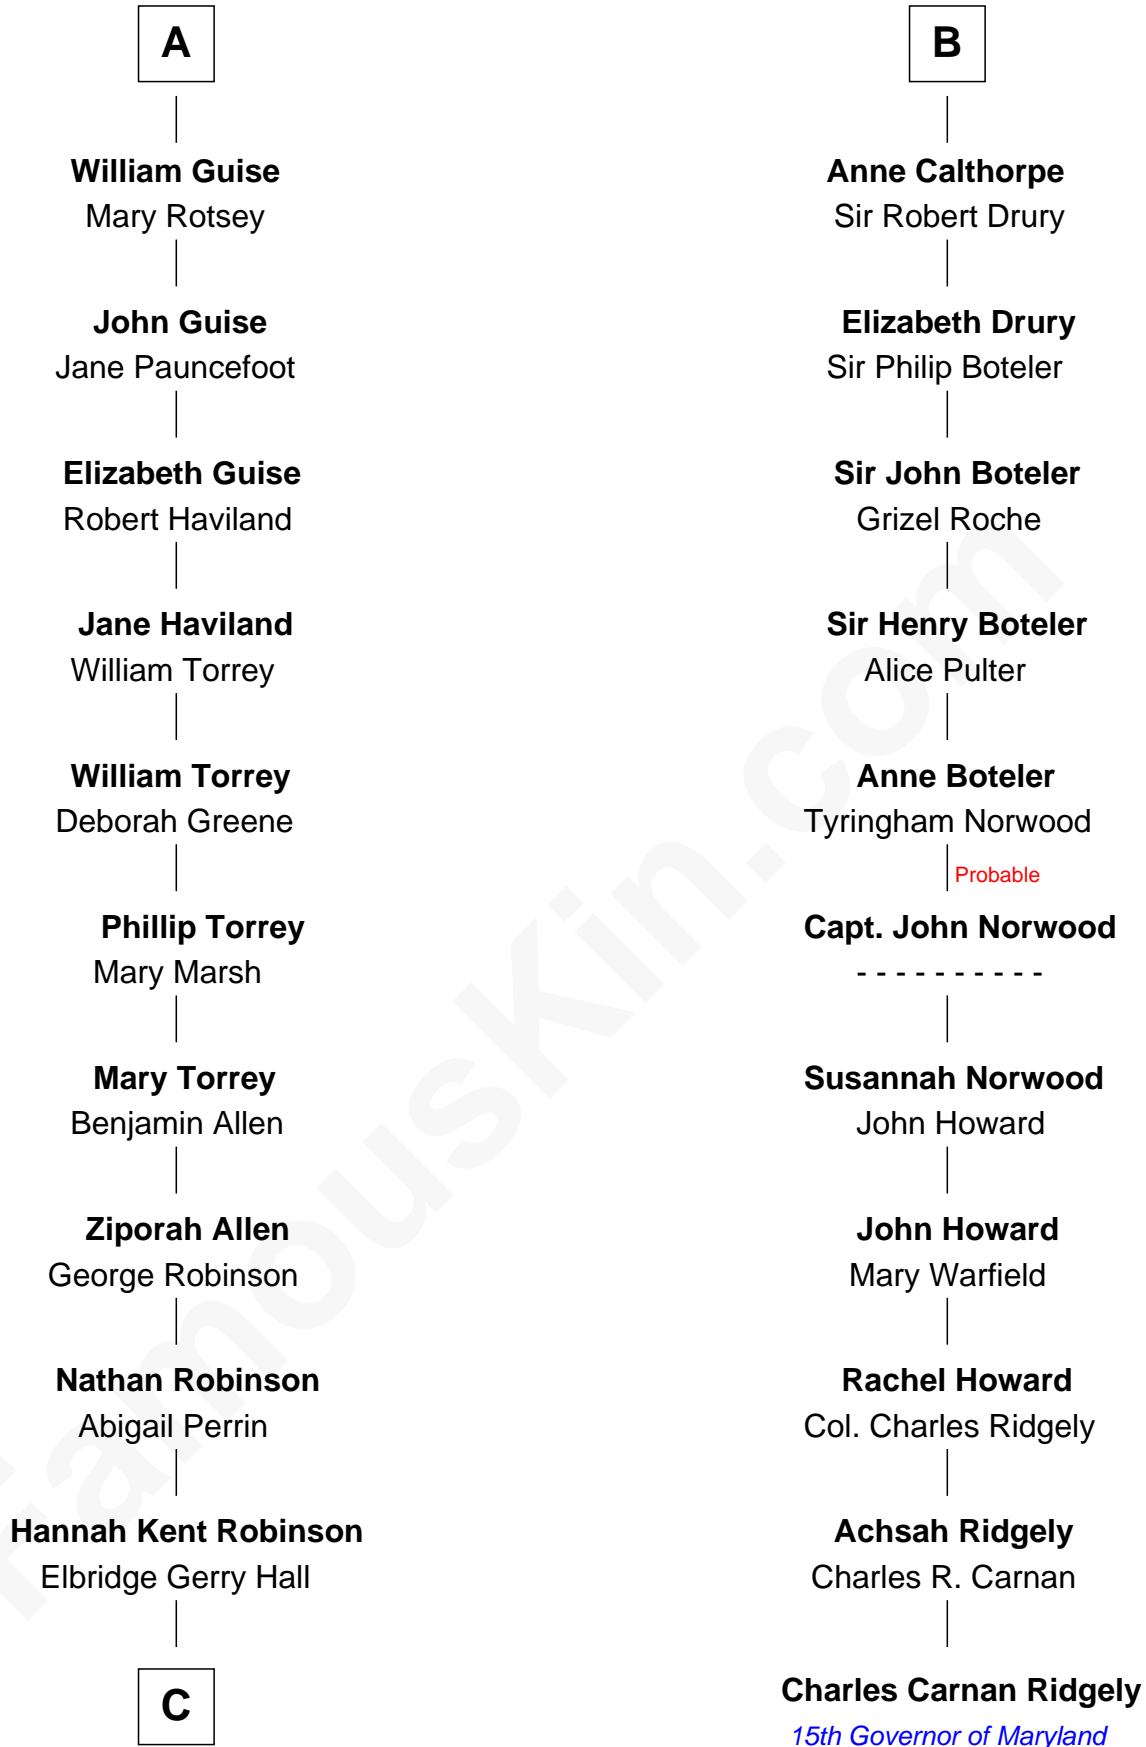 A
William Guise
Mary Rotsey
John Guise
Jane Pauncefoot
Elizabeth Guise
Robert Haviland
Jane Haviland
William Torrey
William Torrey
Deborah Greene
Phillip Torrey
Mary Marsh
Mary Torrey
Benjamin Allen
Ziporah Allen
George Robinson
Nathan Robinson
Abigail Perrin
Hannah Kent Robinson
Elbridge Gerry Hall
C
B
Anne Calthorpe
Sir Robert Drury
Elizabeth Drury
Sir Philip Boteler
Sir John Boteler
Grizel Roche
Sir Henry Boteler
Alice Pulter
Anne Boteler
Tyringham Norwood
Probable
Capt. John Norwood
- - - - - - - - - -
Susannah Norwood
John Howard
John Howard
Mary Warfield
Rachel Howard
Col. Charles Ridgely
Achsah Ridgely
Charles R. Carnan
Charles Carnan Ridgely
15th Governor of Maryland
FamousKin.com